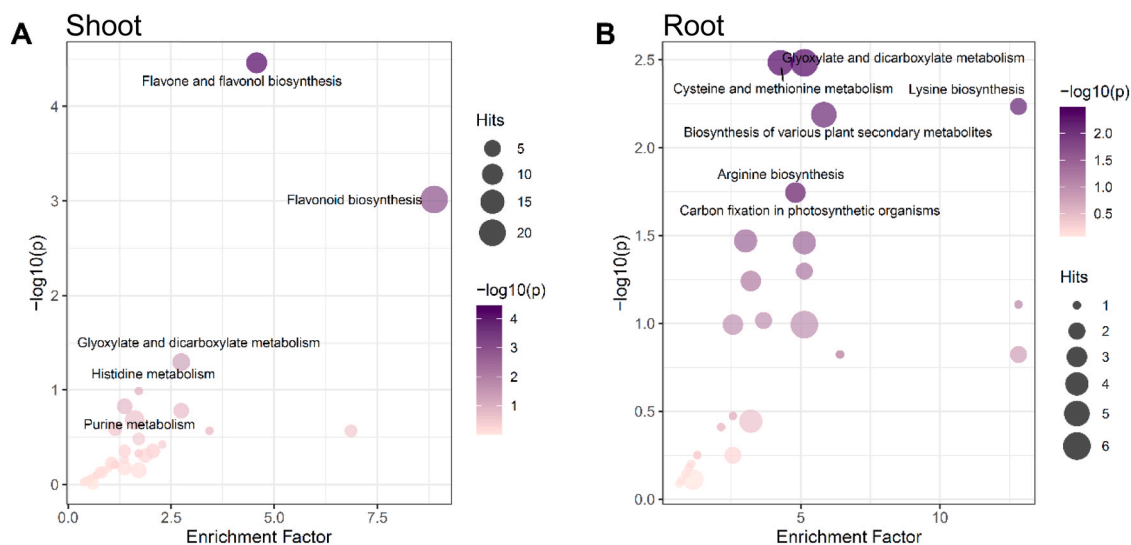 A Shoot
Flavone and flavonol biosynthesis
Flavonoid biosynthesis
Glyoxylate and dicarboxylate metabolism
Histidine metabolism
Purine metabolism
−log10(p)
4
3
2
1
0
0.0 2.5 5.0 7.5
Enrichment Factor
Hits
5
10
15
20
−log10(p)
4
3
2
1
B Root
Glyoxylate and dicarboxylate metabolism
Cysteine and methionine metabolism
Lysine biosynthesis
Biosynthesis of various plant secondary metabolites
Arginine biosynthesis
Carbon fixation in photosynthetic organisms
−log10(p)
2.5
2.0
1.5
1.0
0.5
0.0
5 10
Enrichment Factor
−log10(p)
2.0
1.5
1.0
0.5
Hits
1
2
3
4
5
6